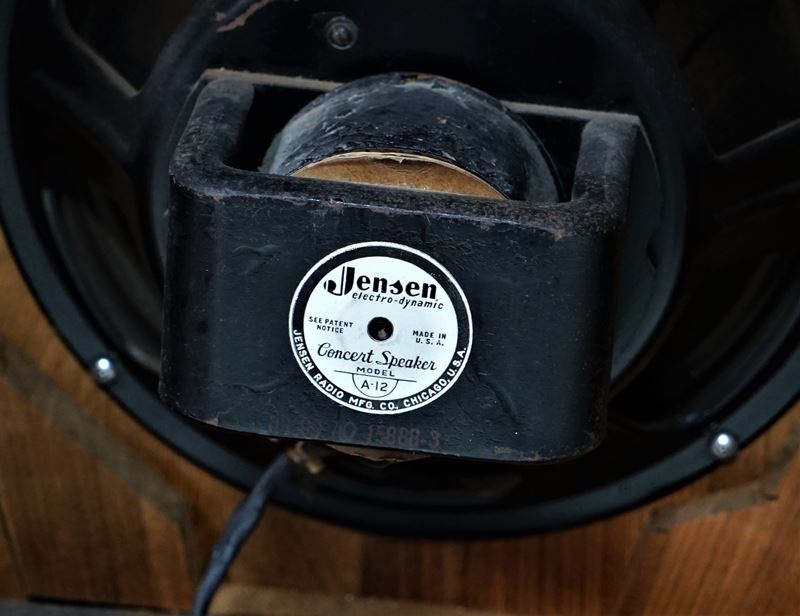 Jensen
electro-dynamic
SEE PATENT
NOTICE
MADE IN
U. S. A.
Concert Speaker
MODEL
A-12
JENSEN RADIO MFG. CO., CHICAGO, U.S.A.